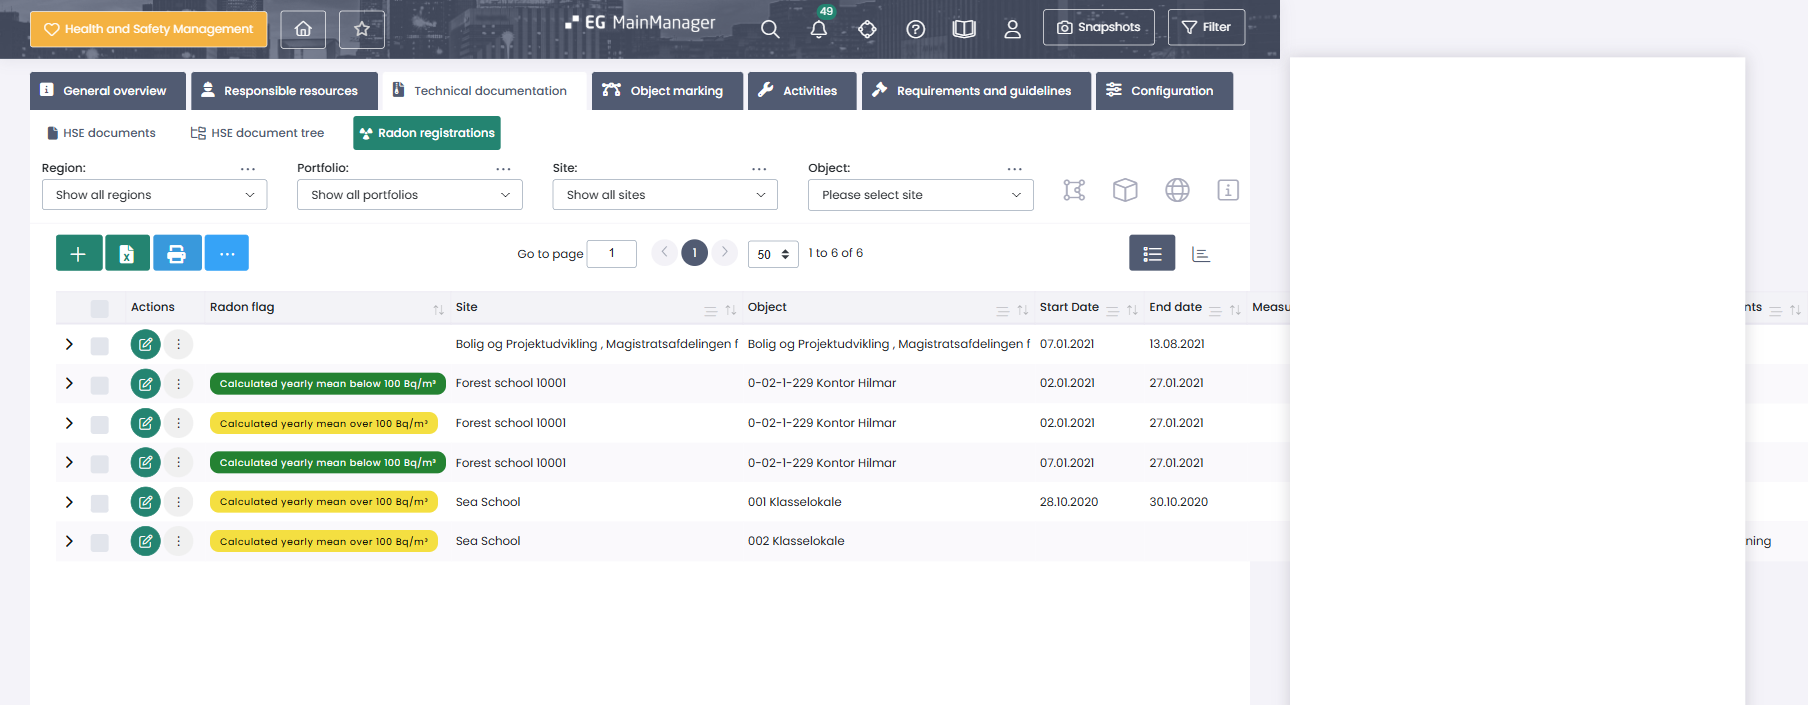 Health and Safety Management
EG MainManager
49
Snapshots
Filter
General overview
Responsible resources
Technical documentation
Object marking
Activities
Requirements and guidelines
Configuration
HSE documents
HSE document tree
Radon registrations
Region:
Portfolio:
Site:
Object:
Show all regions
Show all portfolios
Show all sites
Please select site
Go to page 1
1
50
1 to 6 of 6
Actions Radon flag Site Object Start Date End date Measu nts
Bolig og Projektudvikling , Magistratsafdelingen f Bolig og Projektudvikling , Magistratsafdelingen f 07.01.2021 13.08.2021
Calculated yearly mean below 100 Bq/m³ Forest school 10001 0-02-1-229 Kontor Hilmar 02.01.2021 27.01.2021
Calculated yearly mean over 100 Bq/m³ Forest school 10001 0-02-1-229 Kontor Hilmar 02.01.2021 27.01.2021
Calculated yearly mean below 100 Bq/m³ Forest school 10001 0-02-1-229 Kontor Hilmar 07.01.2021 27.01.2021
Calculated yearly mean over 100 Bq/m³ Sea School 001 Klasselokale 28.10.2020 30.10.2020
Calculated yearly mean over 100 Bq/m³ Sea School 002 Klasselokale ning